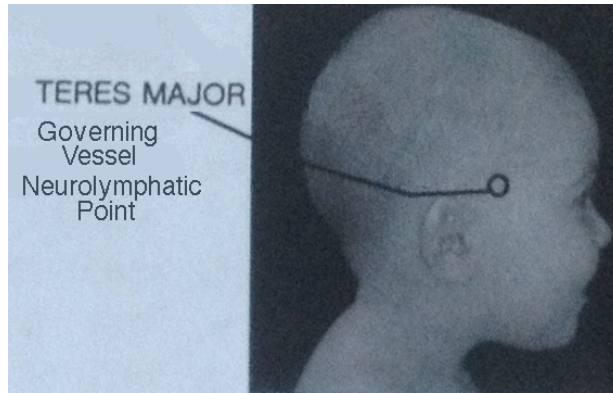 TERES MAJOR
Governing
Vessel
Neurolymphatic
Point